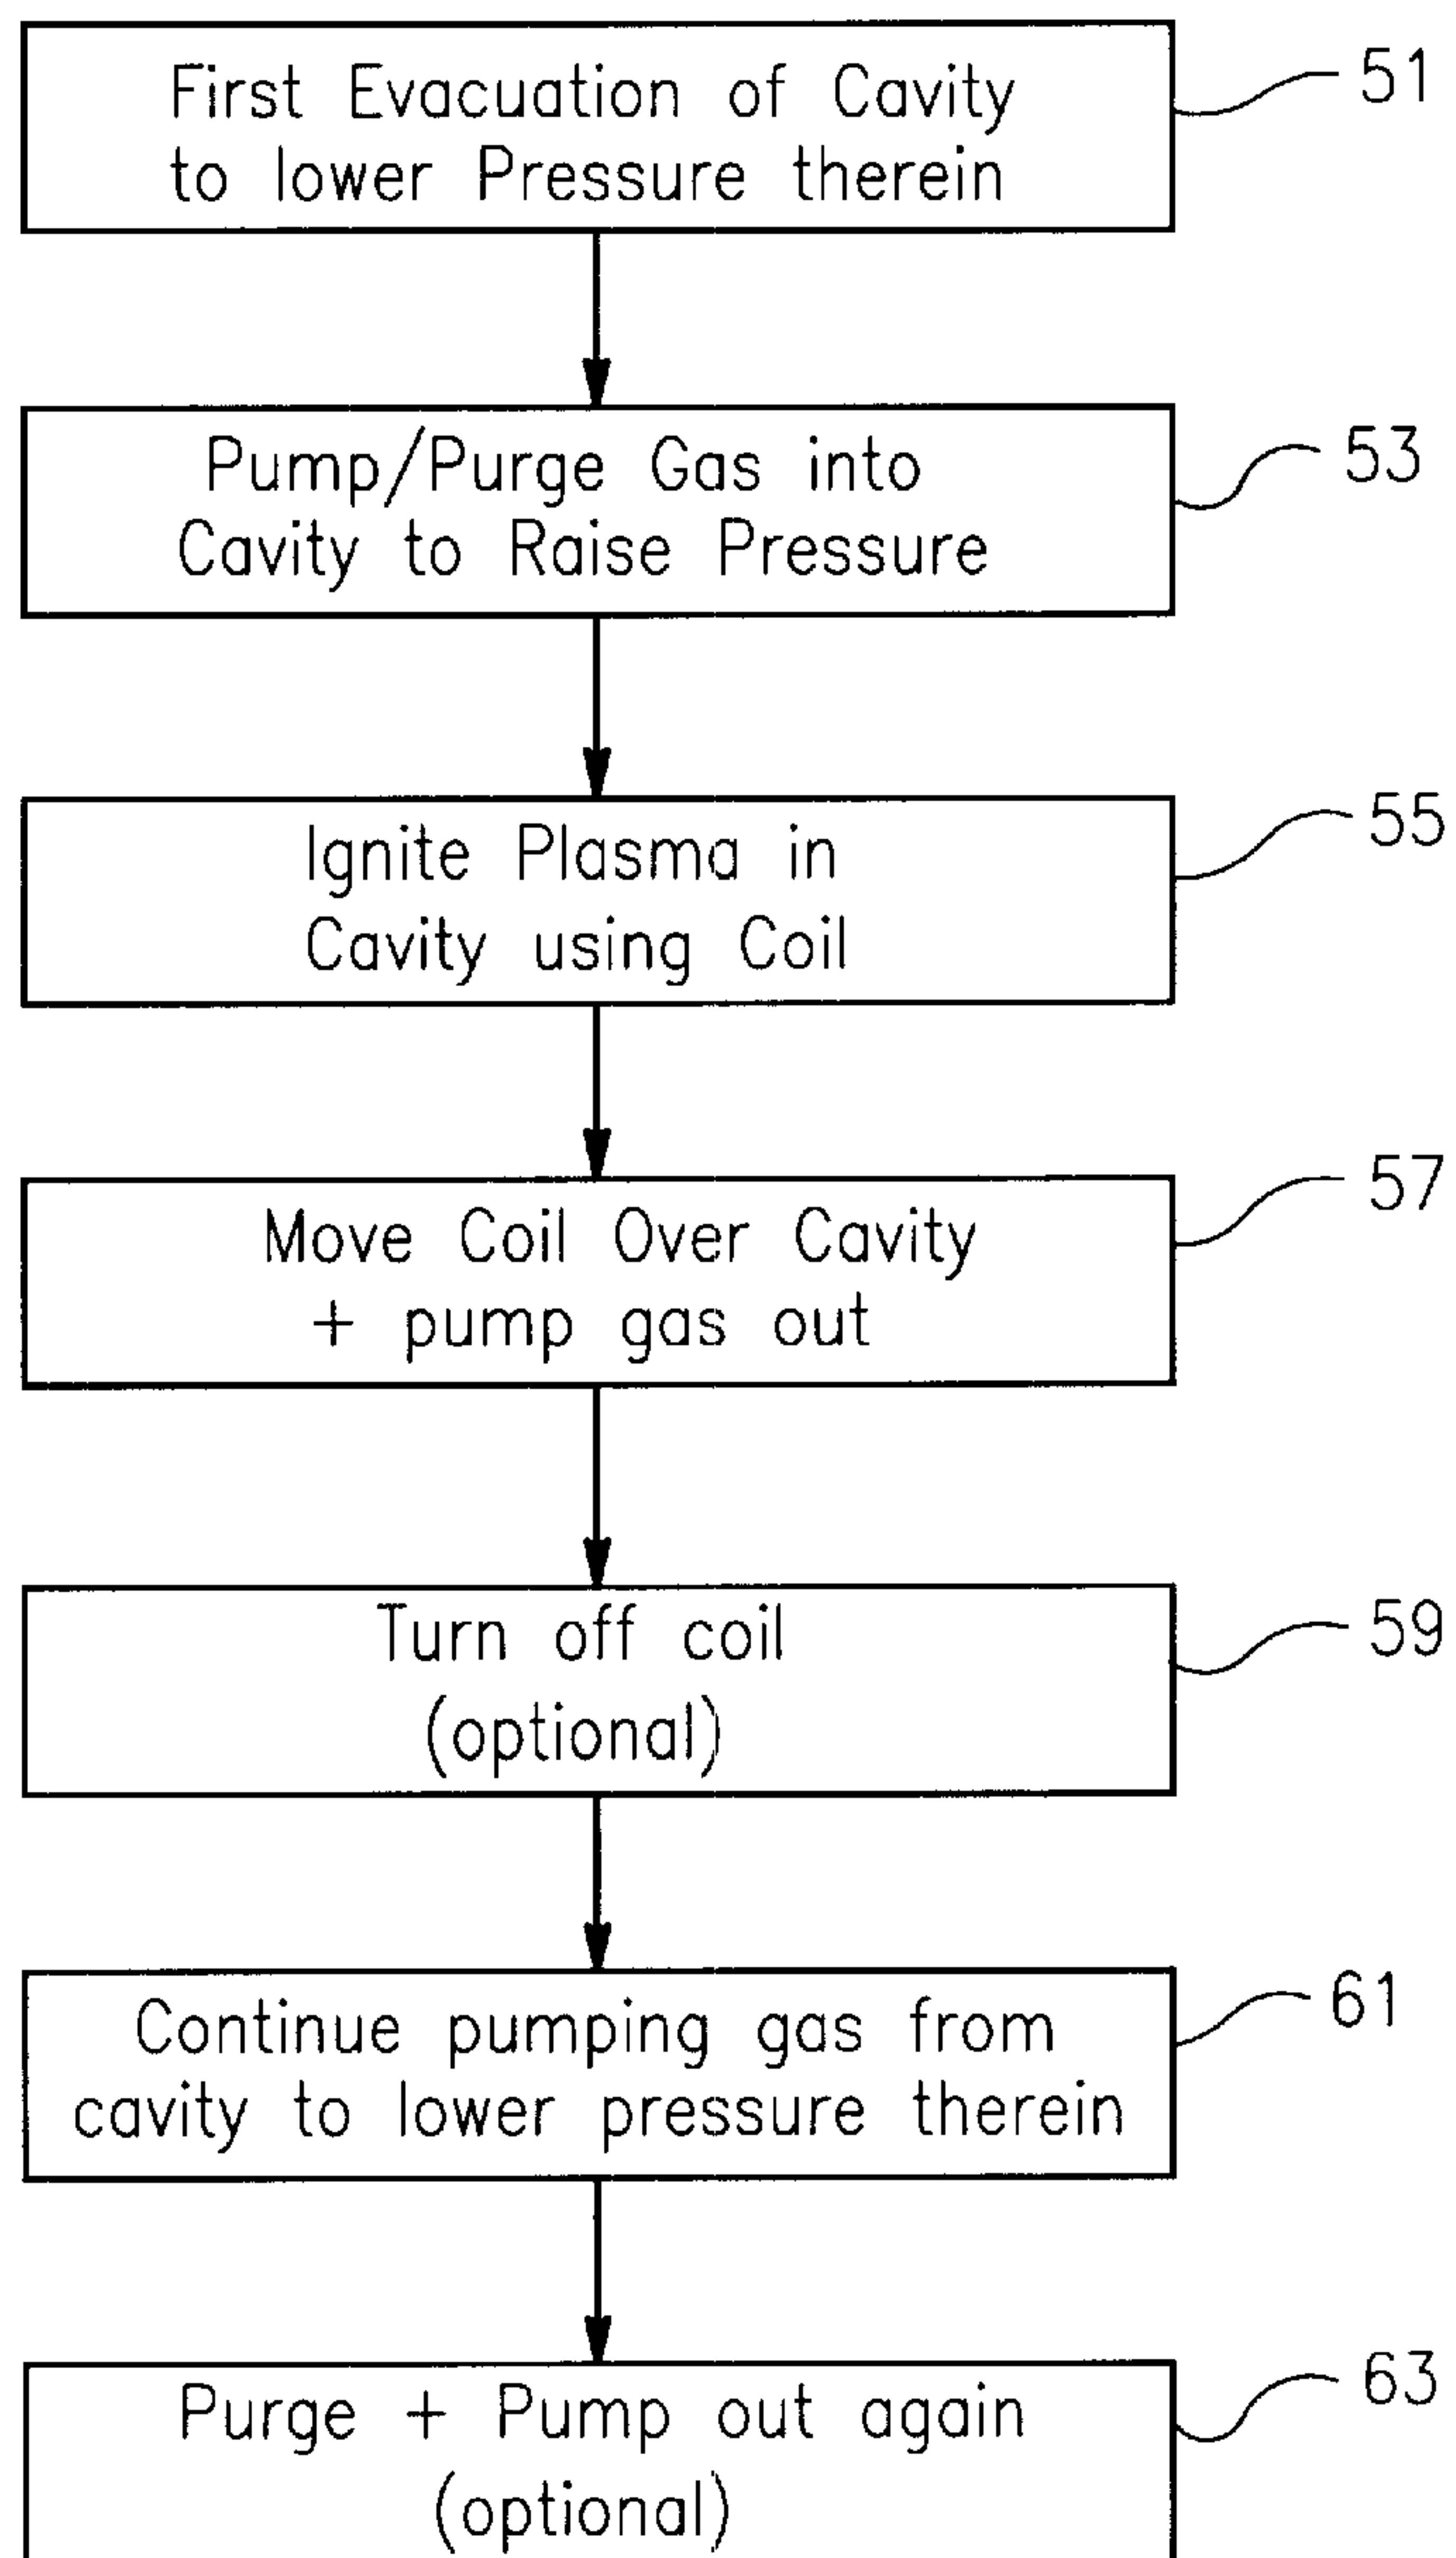 First Evacuation of Cavity
to lower Pressure therein
51
Pump/Purge Gas into
Cavity to Raise Pressure
53
Ignite Plasma in
Cavity using Coil
55
Move Coil Over Cavity
+ pump gas out
57
Turn off coil
(optional)
59
Continue pumping gas from
cavity to lower pressure therein
61
Purge + Pump out again
(optional)
63